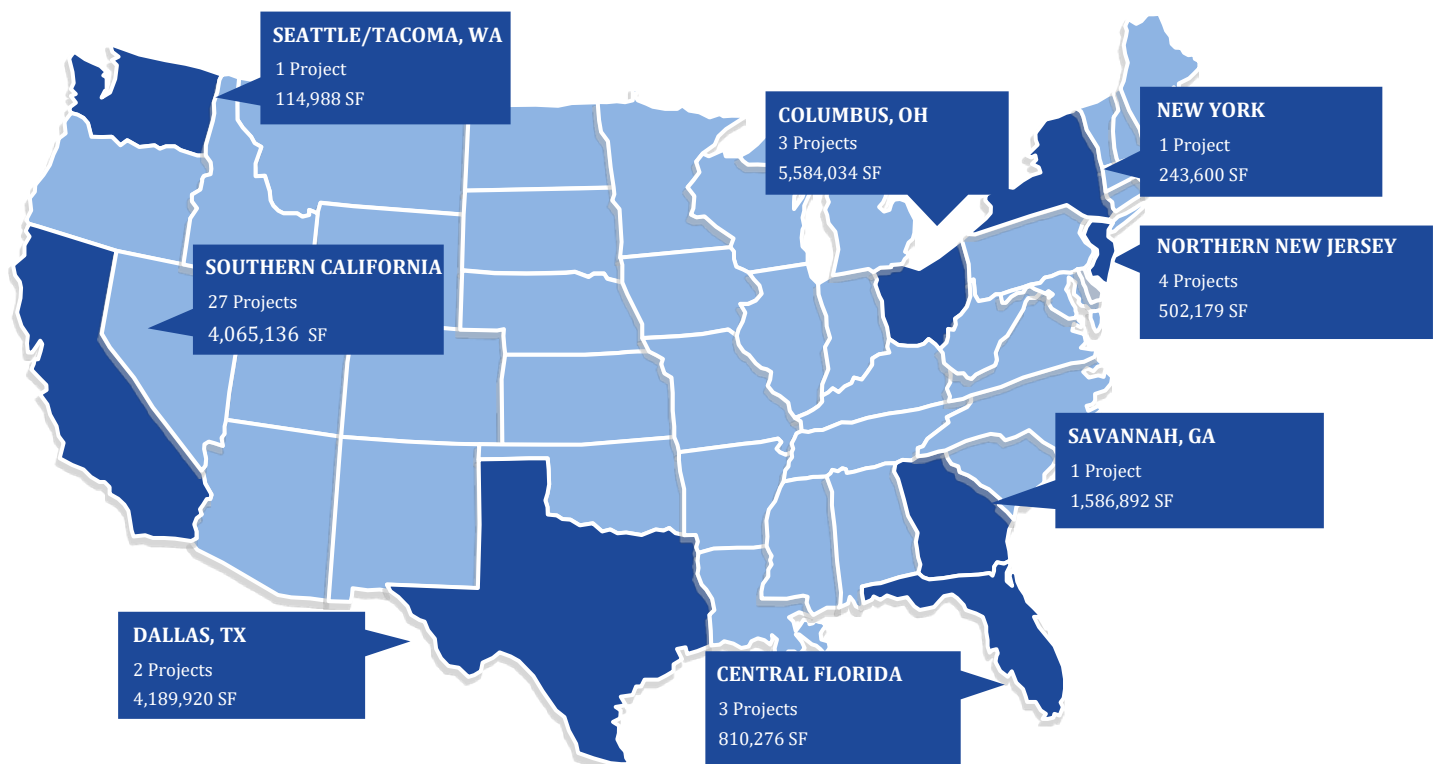 SEATTLE/TACOMA, WA
1 Project
114,988 SF
COLUMBUS, OH
3 Projects
5,584,034 SF
NEW YORK
1 Project
243,600 SF
SOUTHERN CALIFORNIA
27 Projects
4,065,136 SF
NORTHERN NEW JERSEY
4 Projects
502,179 SF
SAVANNAH, GA
1 Project
1,586,892 SF
DALLAS, TX
2 Projects
4,189,920 SF
CENTRAL FLORIDA
3 Projects
810,276 SF